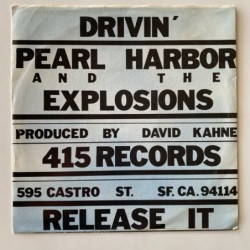 DRIVIN'
PEARL HARBOR
AND THE
EXPLOSIONS
PRODUCED BY DAVID KAHNE
415 RECORDS
595 CASTRO ST. SF. CA. 94114
RELEASE IT